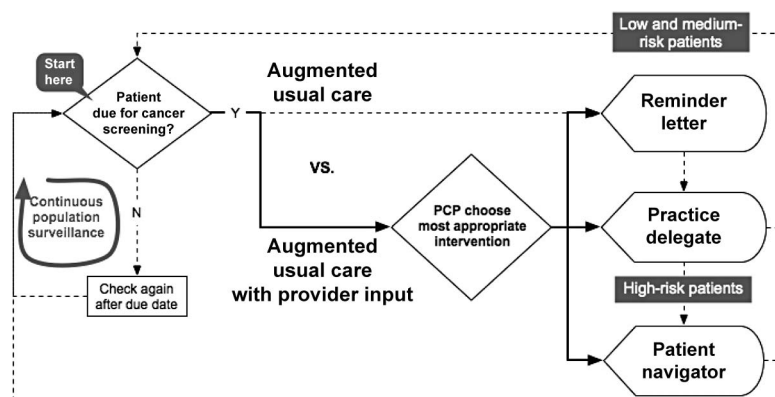 Low and medium-
risk patients
Start
here
Patient
due for cancer
screening?
Y
Augmented
usual care
Reminder
letter
vs.
Continuous
population
surveillance
N
PCP choose
most appropriate
intervention
Practice
delegate
Augmented
usual care
with provider input
Check again
after due date
High-risk patients
Patient
navigator